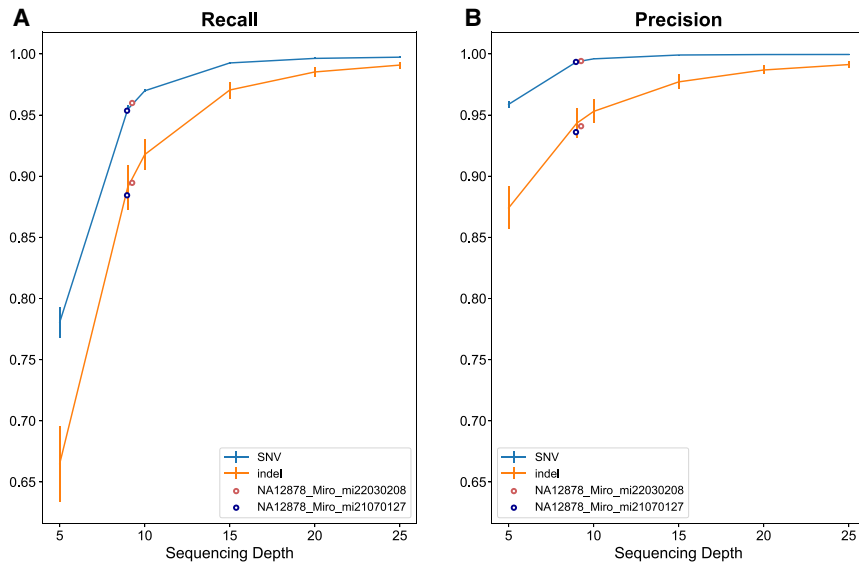 A
Recall
1.00
0.95
0.90
0.85
0.80
0.75
0.70
0.65
SNV
indel
NA12878_Miro_mi22030208
NA12878_Miro_mi21070127
5
10
15
20
25
Sequencing Depth
B
Precision
1.00
0.95
0.90
0.85
0.80
0.75
0.70
0.65
SNV
indel
NA12878_Miro_mi22030208
NA12878_Miro_mi21070127
5
10
15
20
25
Sequencing Depth